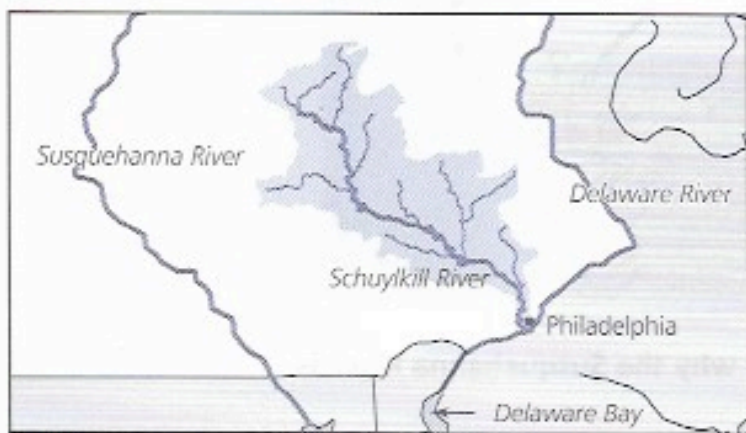 Susquehanna River
Delaware River
Schuylkill River
Philadelphia
Delaware Bay